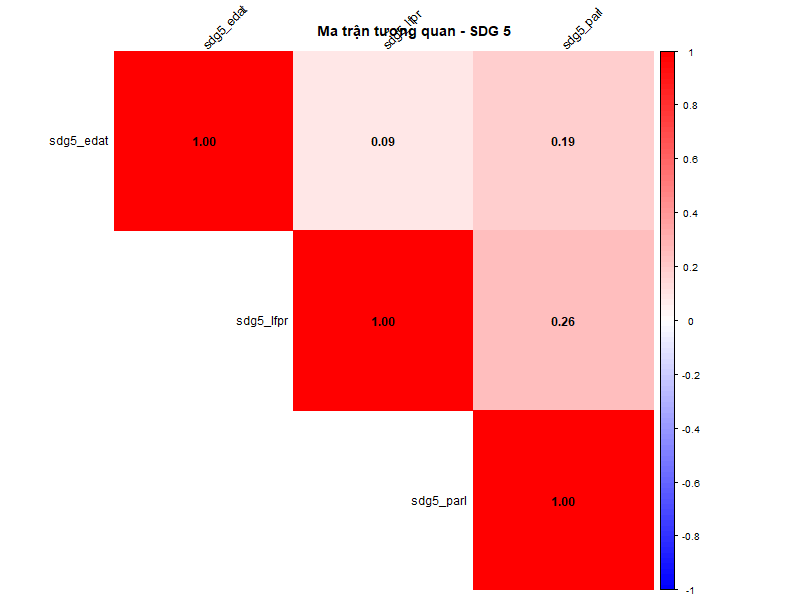 Ma trận tương quan - SDG 5
sdg5_edat
sdg5_lfpr
sdg5_parl
sdg5_edat
1.00
0.09
0.19
sdg5_lfpr
1.00
0.26
sdg5_parl
1.00
1
0.8
0.6
0.4
0.2
0
-0.2
-0.4
-0.6
-0.8
-1